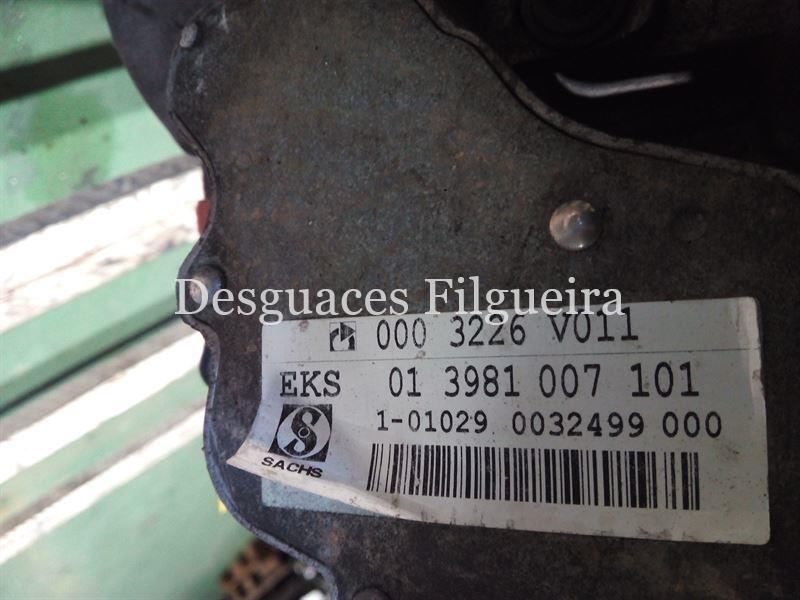 Desguaces Filgueira
000 3226 V011
EKS 01 3981 007 101
1-01029 0032499 000
S
SACHS